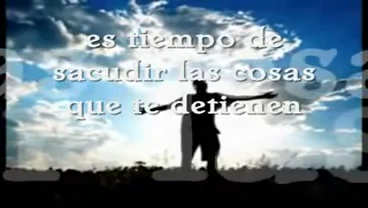 es tiempo de
sacudir las cosas
que te detienen